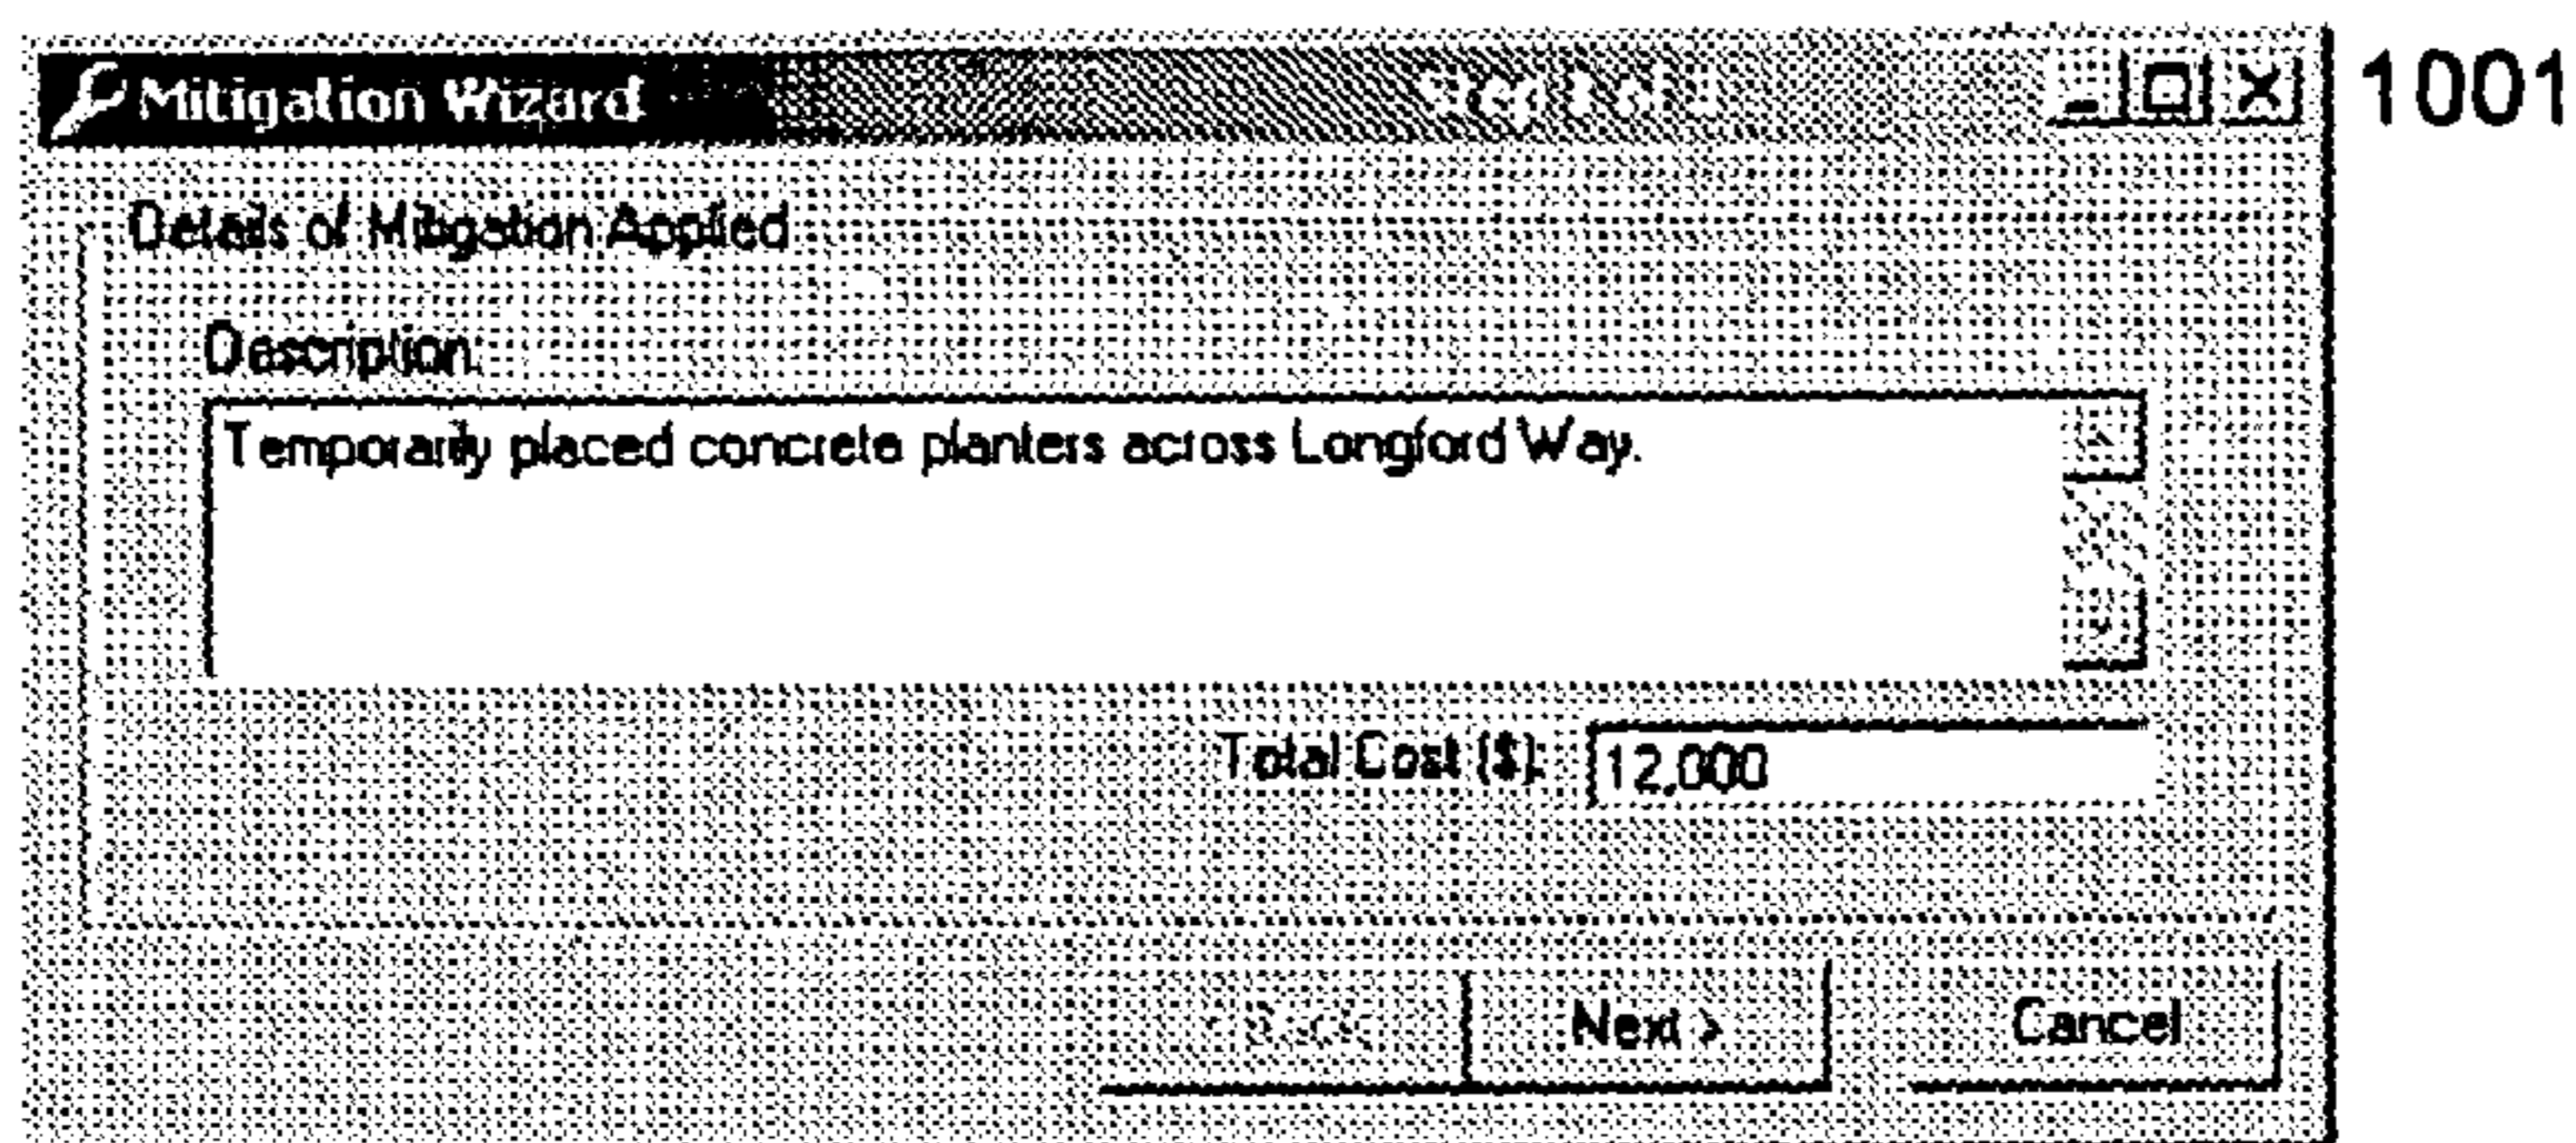 Mitigation Wizard 1001
Details of Mitigation Applied
Description:
Temporarily placed concrete planters across Longford Way.
Total Cost ($): 12,000
< Back Next > Cancel